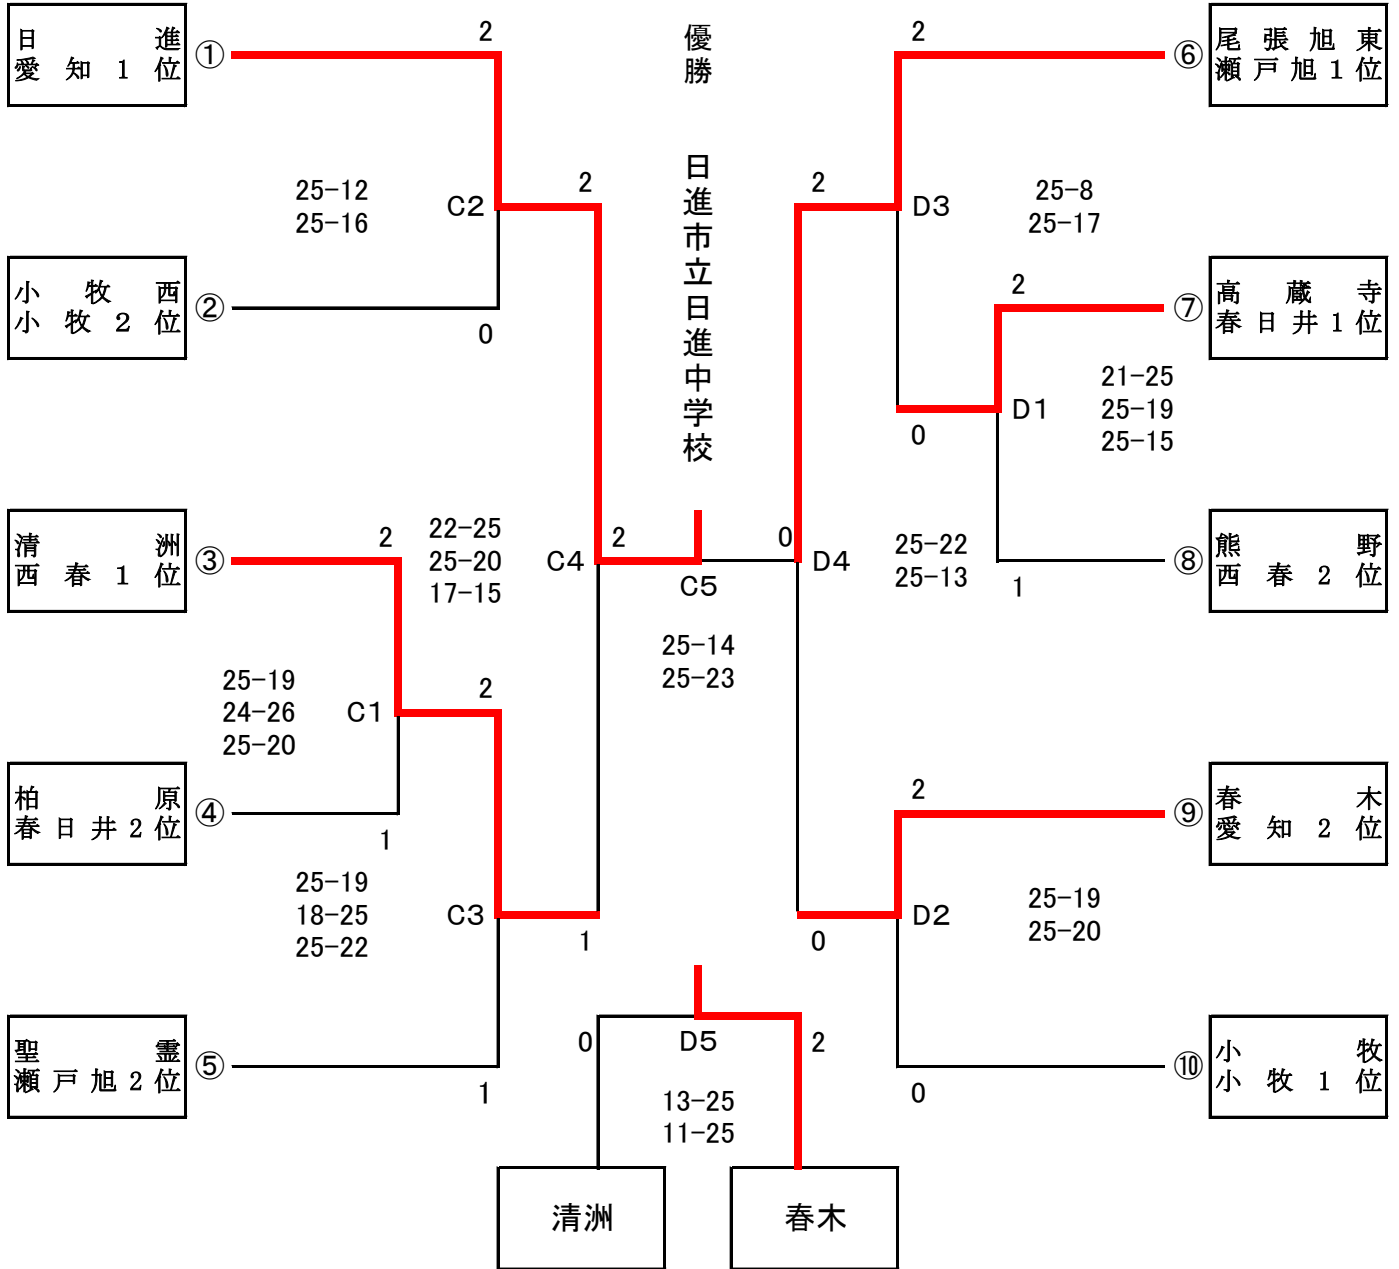 優勝　日進市立日進中学校
日進
愛知1位
①
2
25-12
25-16
C2
2
小牧西
小牧2位
②
0
清洲
西春1位
③
2
22-25
25-20
17-15
C4
2
25-19
24-26
25-20
C1
2
柏原
春日井2位
④
1
25-19
18-25
25-22
C3
1
聖霊
瀬戸旭2位
⑤
1
C5
0
25-14
25-23
2
⑥
尾張旭東
瀬戸旭1位
2
D3
25-8
25-17
2
⑦
高蔵寺
春日井1位
0
D1
21-25
25-19
25-15
D4
25-22
25-13
1
⑧
熊野
西春2位
2
⑨
春木
愛知2位
0
D2
25-19
25-20
0
⑩
小牧
小牧1位
0
D5
2
13-25
11-25
清洲
春木